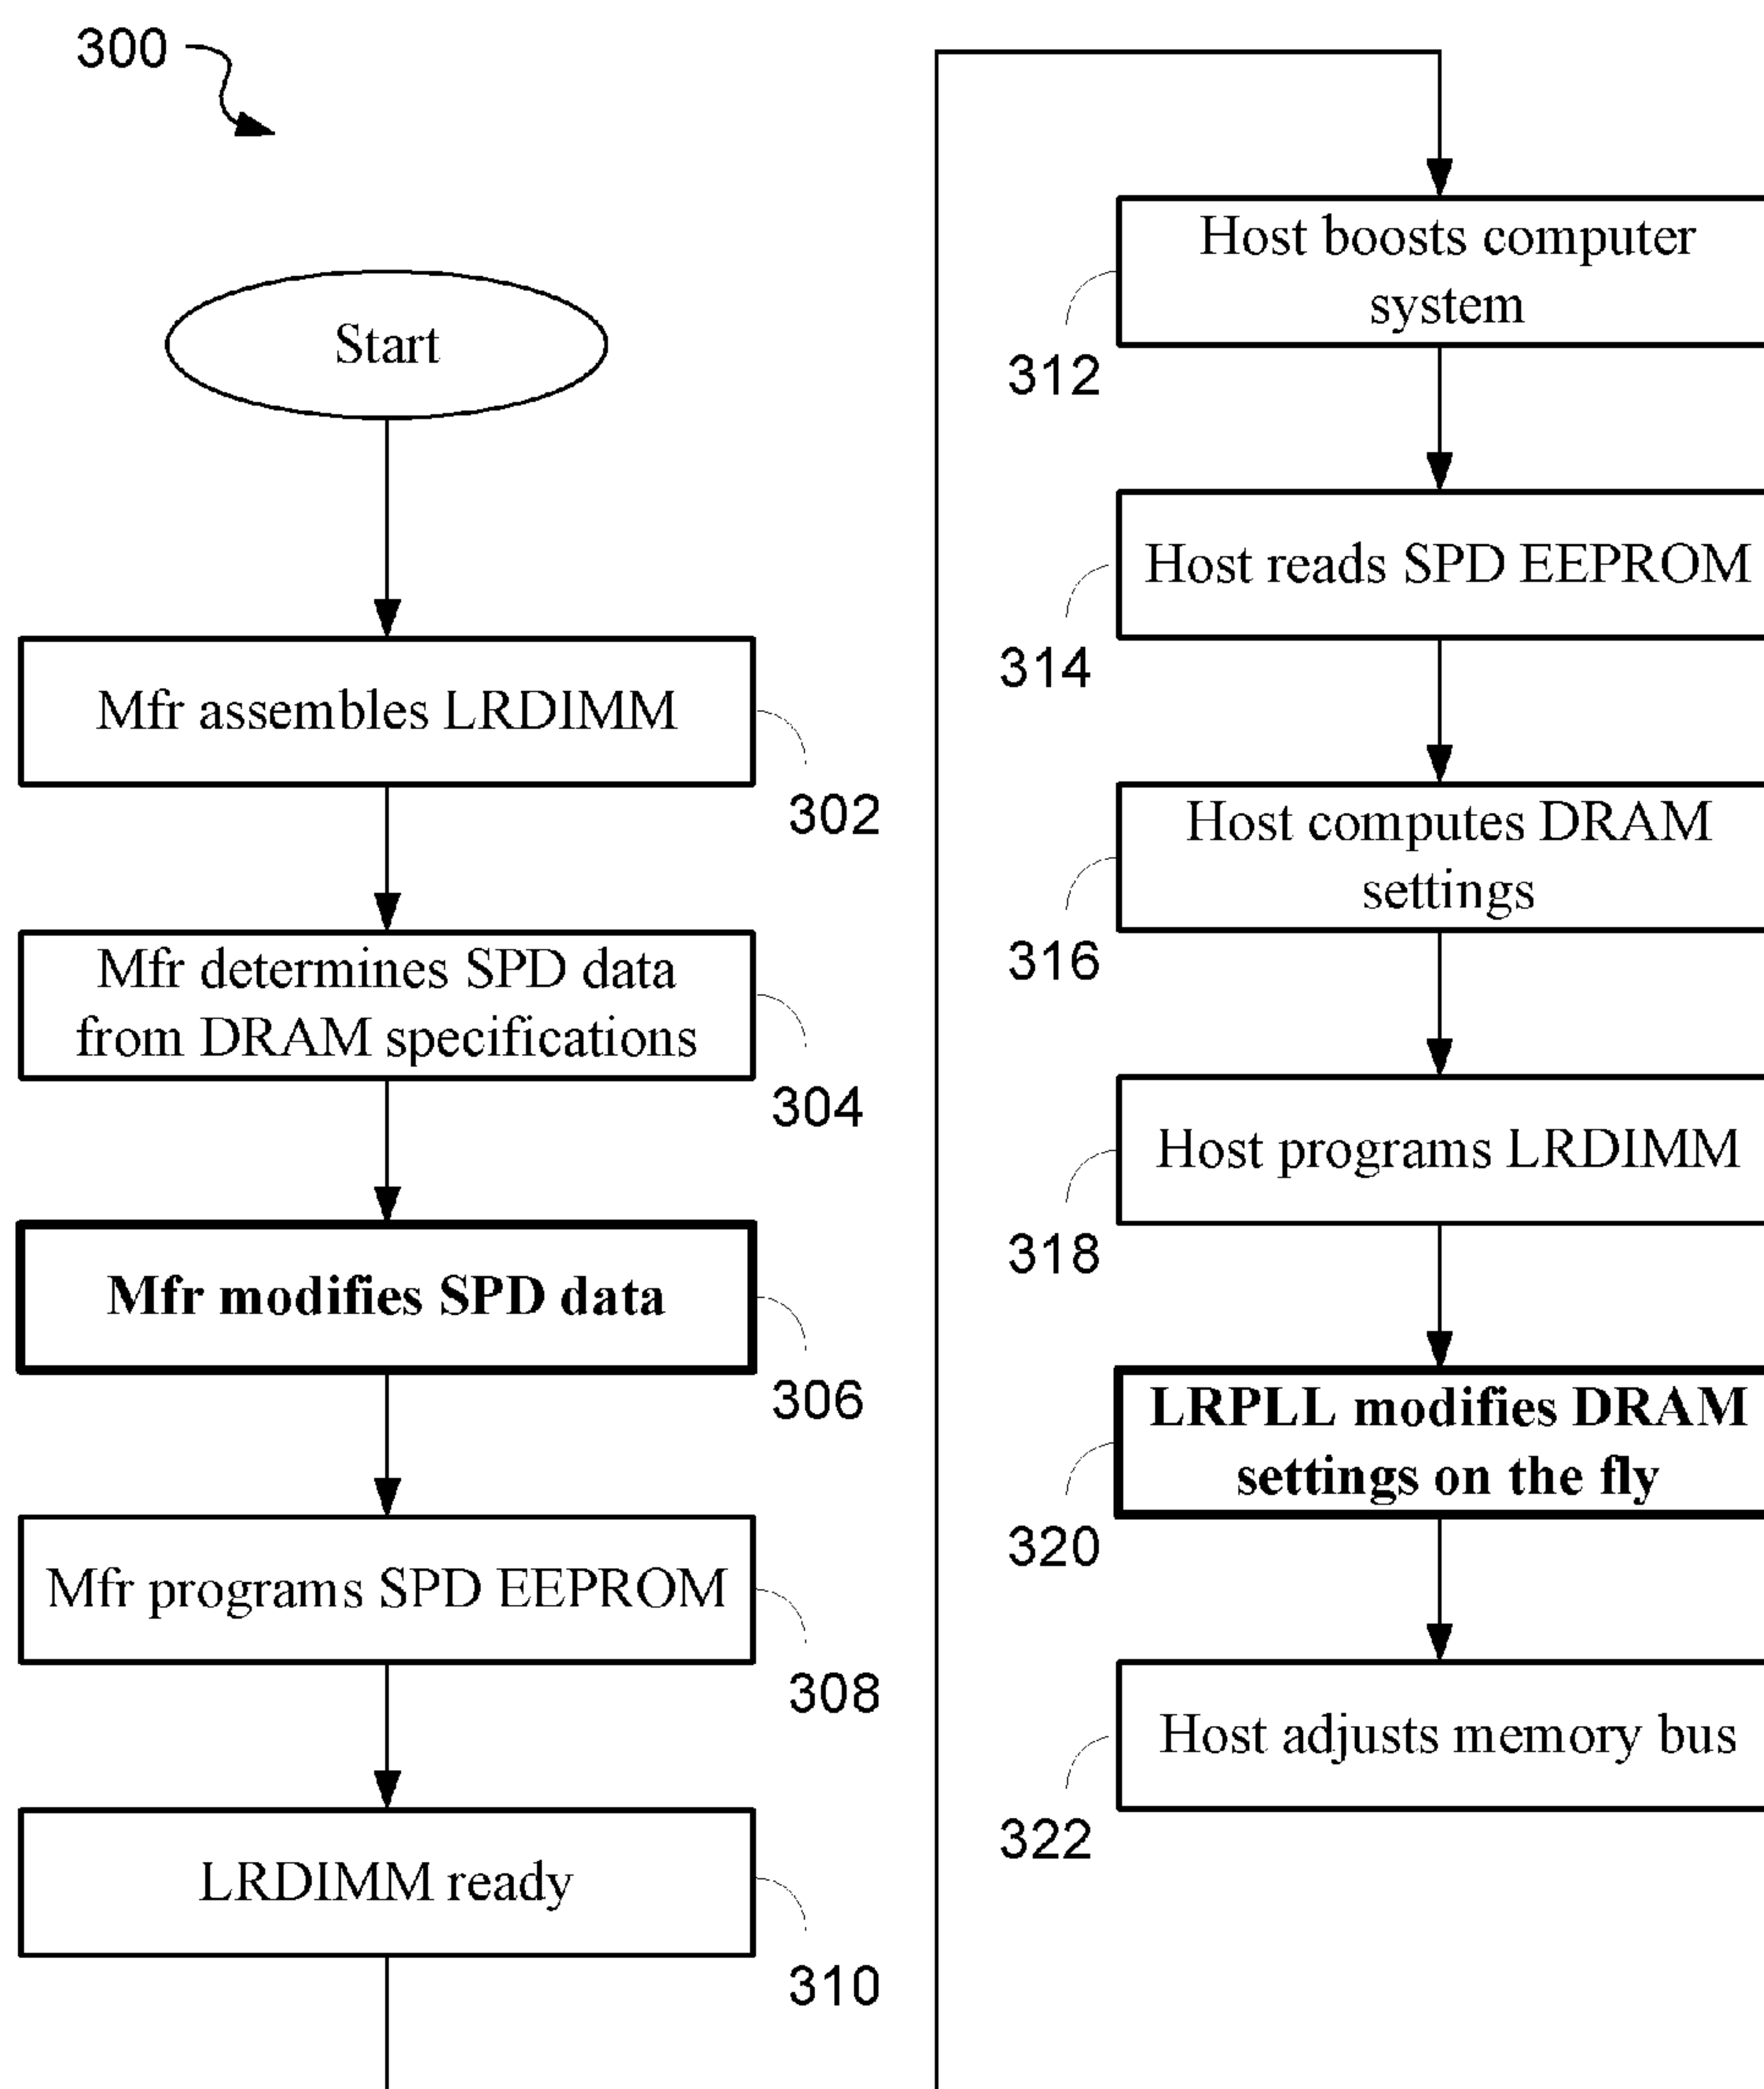 300
Start
Mfr assembles LRDIMM
302
Mfr determines SPD data
from DRAM specifications
304
Mfr modifies SPD data
306
Mfr programs SPD EEPROM
308
LRDIMM ready
310
Host boosts computer
system
312
Host reads SPD EEPROM
314
Host computes DRAM
settings
316
Host programs LRDIMM
318
LRPLL modifies DRAM
settings on the fly
320
Host adjusts memory bus
322